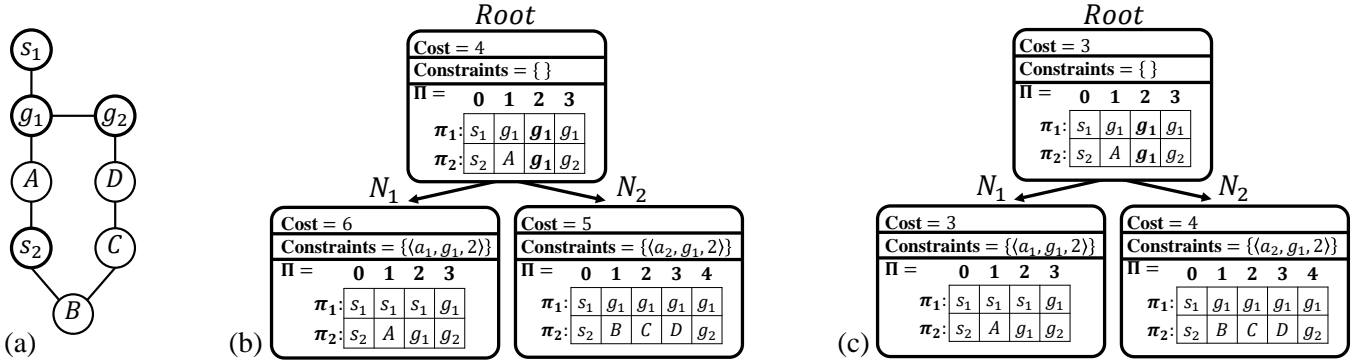 s₁
g₁ g₂
A D
s₂ C
B
(a)
Root
Cost = 4
Constraints = { }
Π = 0 1 2 3
π₁: s₁ g₁ g₁ g₁
π₂: s₂ A g₁ g₂
N₁ N₂
Cost = 6
Constraints = {⟨a₁, g₁, 2⟩}
Π = 0 1 2 3
π₁: s₁ s₁ s₁ g₁
π₂: s₂ A g₁ g₂
Cost = 5
Constraints = {⟨a₂, g₁, 2⟩}
Π = 0 1 2 3 4
π₁: s₁ g₁ g₁ g₁ g₁
π₂: s₂ B C D g₂
(b)
Root
Cost = 3
Constraints = { }
Π = 0 1 2 3
π₁: s₁ g₁ g₁ g₁
π₂: s₂ A g₁ g₂
N₁ N₂
Cost = 3
Constraints = {⟨a₁, g₁, 2⟩}
Π = 0 1 2 3
π₁: s₁ s₁ s₁ g₁
π₂: s₂ A g₁ g₂
Cost = 4
Constraints = {⟨a₂, g₁, 2⟩}
Π = 0 1 2 3 4
π₁: s₁ g₁ g₁ g₁ g₁
π₂: s₂ B C D g₂
(c)